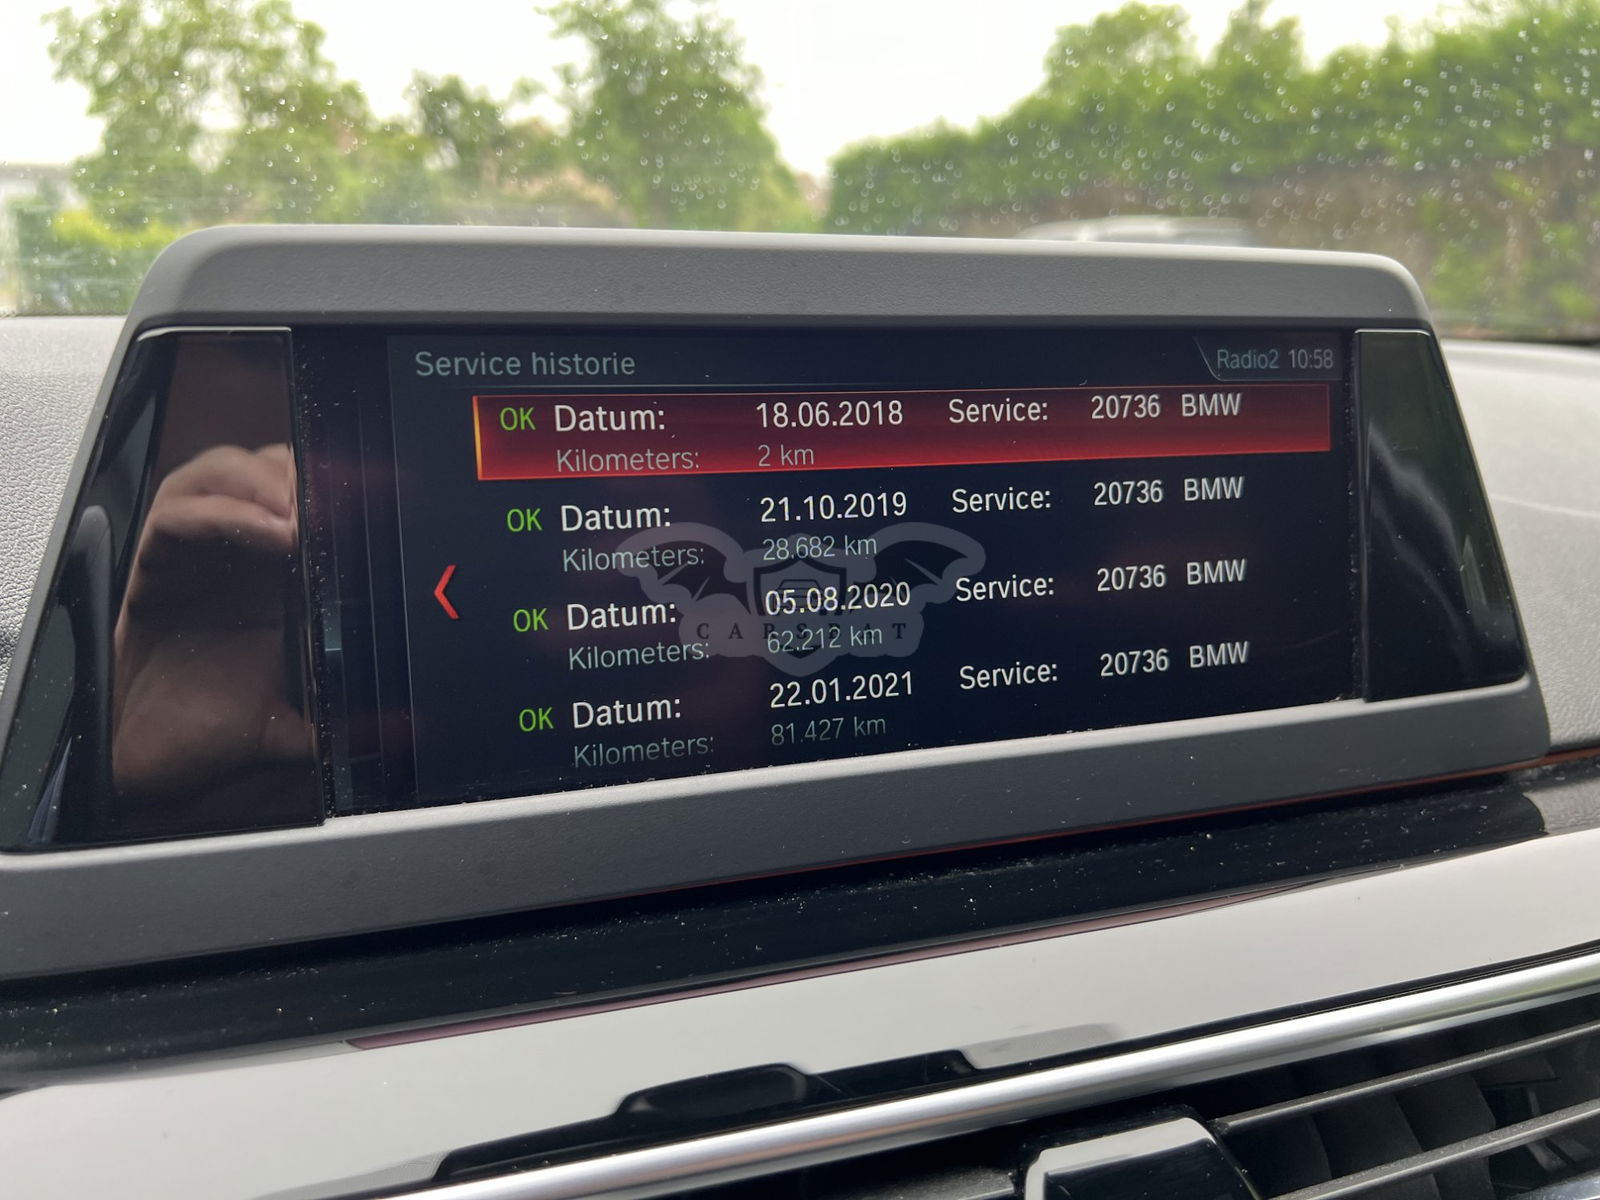 Service historie
Radio2 10:58
OK Datum: 18.06.2018 Service: 20736 BMW
Kilometers: 2 km
OK Datum: 21.10.2019 Service: 20736 BMW
Kilometers: 28.682 km
OK Datum: 05.08.2020 Service: 20736 BMW
Kilometers: 62.212 km
OK Datum: 22.01.2021 Service: 20736 BMW
Kilometers: 81.427 km
CARSBAT